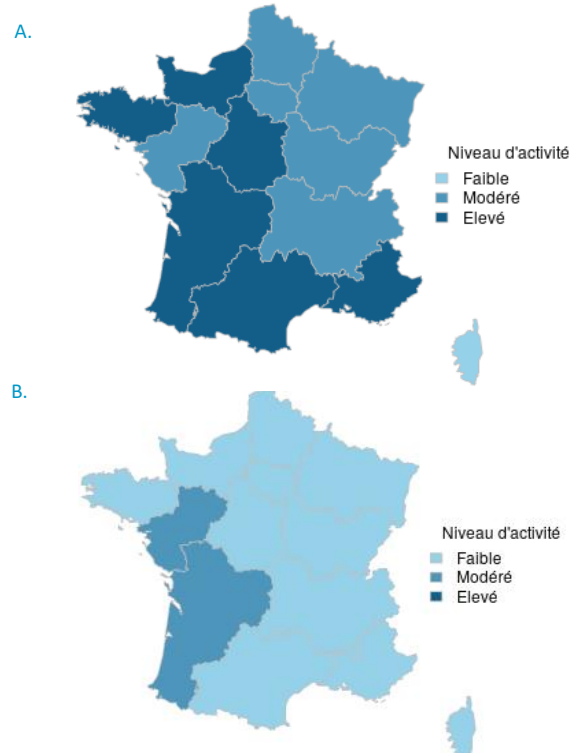 A.
Niveau d'activité
Faible
Modéré
Elevé
B.
Niveau d'activité
Faible
Modéré
Elevé